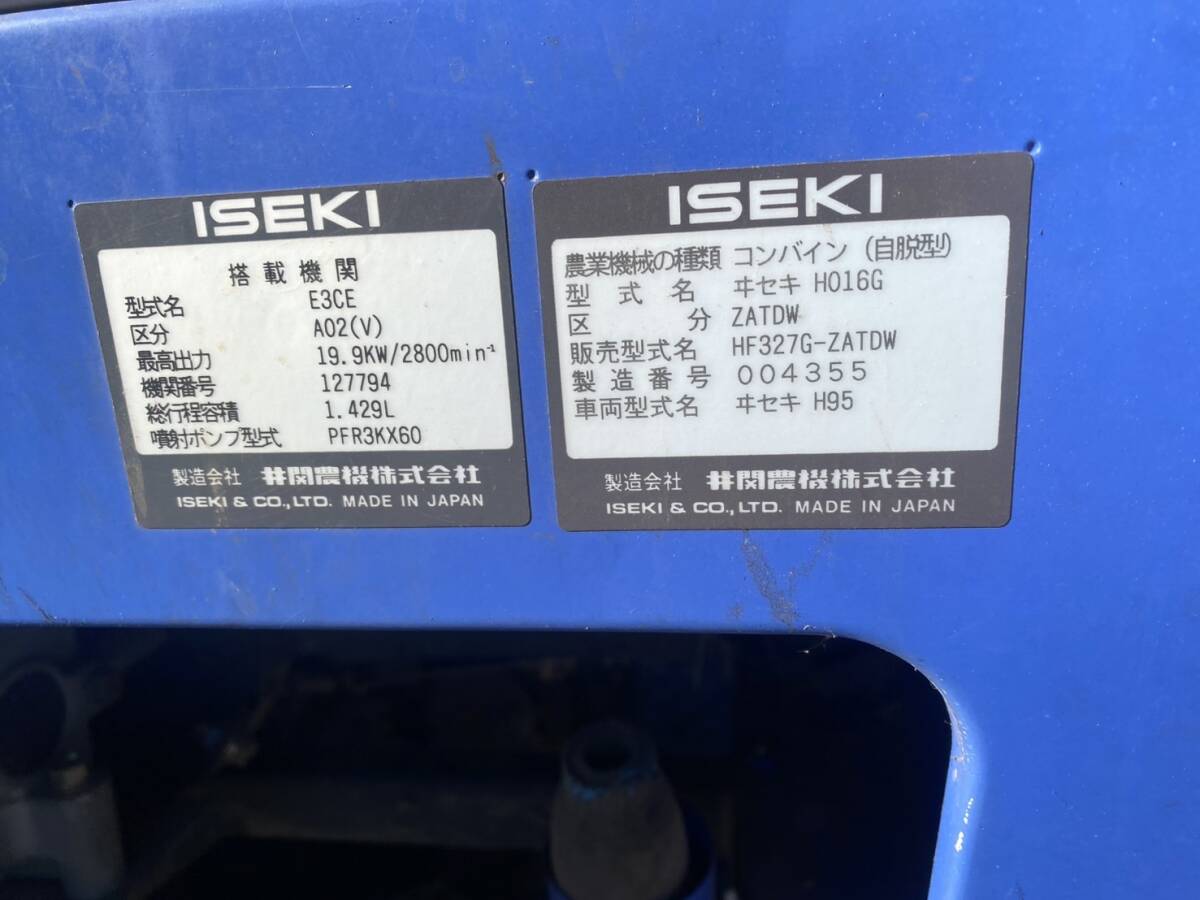 ISEKI
搭載機関
型式名 E3CE
区分 A02(V)
最高出力 19.9KW/2800min⁻¹
機関番号 127794
総行程容積 1.429L
噴射ポンプ型式 PFR3KX60
製造会社 井関農機株式会社
ISEKI & CO.,LTD. MADE IN JAPAN
ISEKI
農業機械の種類 コンバイン(自脱型)
型式名 ヰセキ HO16G
区分 ZATDW
販売型式名 HF327G-ZATDW
製造番号 004355
車両型式名 ヰセキ H95
製造会社 井関農機株式会社
ISEKI & CO.,LTD. MADE IN JAPAN